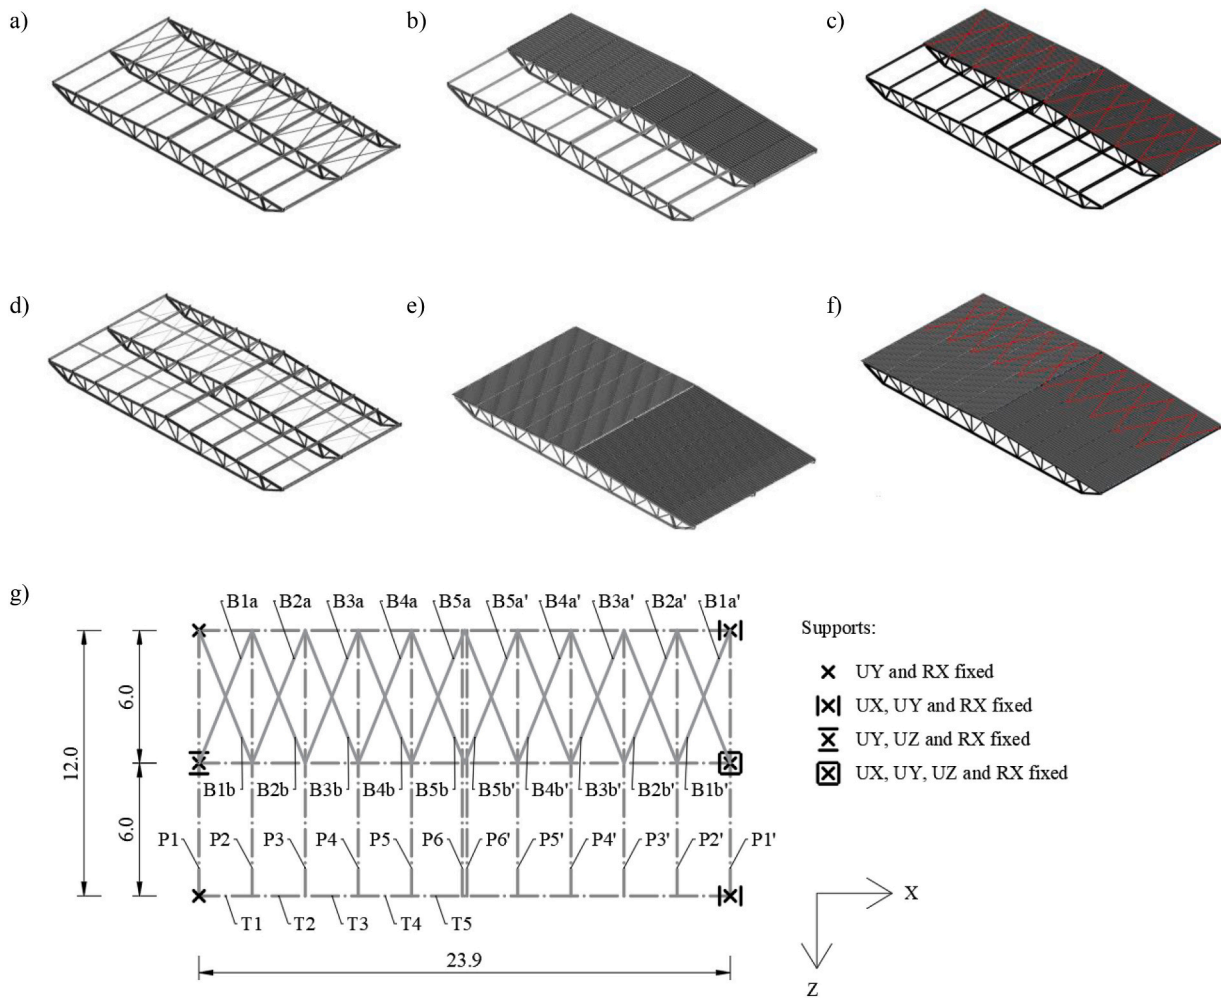 a)
b)
c)
d)
e)
f)
g)
B1a B2a B3a B4a B5a B5a' B4a' B3a' B2a' B1a'
Supports:
UY and RX fixed
UX, UY and RX fixed
UY, UZ and RX fixed
UX, UY, UZ and RX fixed
12.0
6.0
6.0
B1b B2b B3b B4b B5b B5b' B4b' B3b' B2b' B1b'
P1 P2 P3 P4 P5 P6 P6' P5' P4' P3' P2' P1'
T1 T2 T3 T4 T5
23.9
X
Z